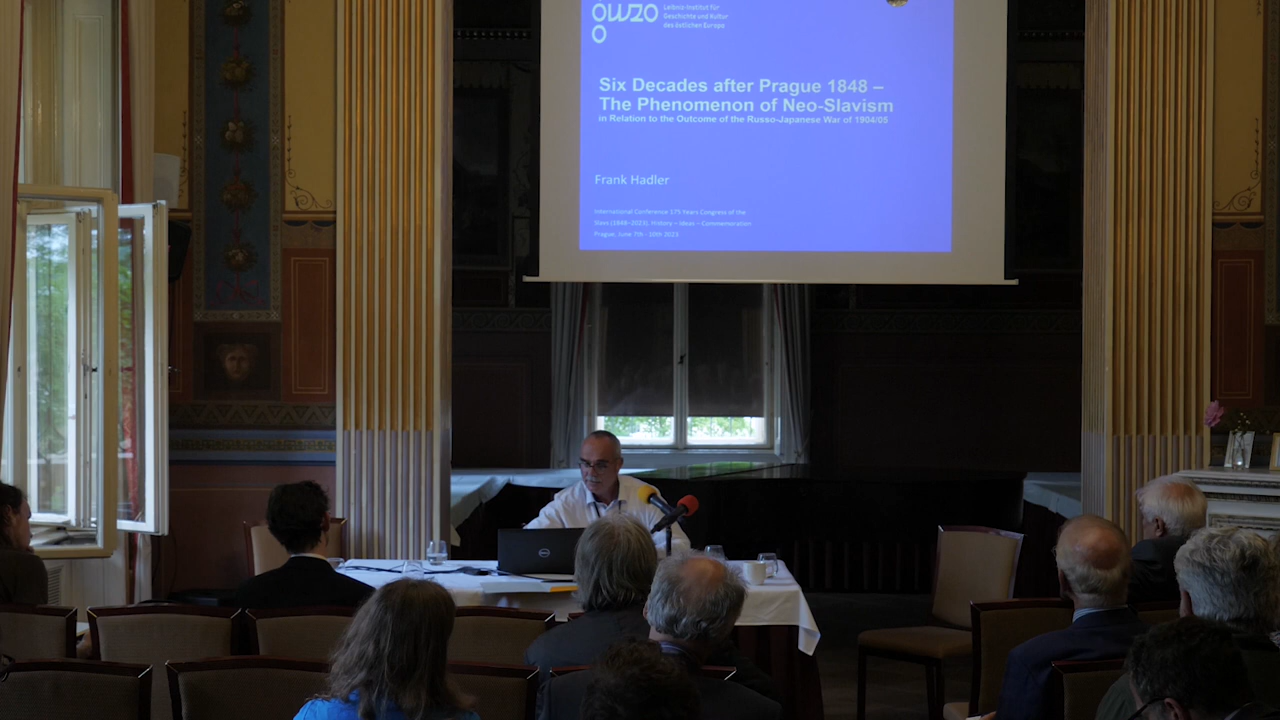 Leibniz-Institut für
GWZO
Geschichte und Kultur
des östlichen Europa
Six Decades after Prague 1848 –
The Phenomenon of Neo-Slavism
in Relation to the Outcome of the Russo-Japanese War of 1904/05
Frank Hadler
International Conference 175 Years Congress of the
Slavs (1848–2023). History – Ideas – Commemoration
Prague, June 7th - 10th 2023
DELL